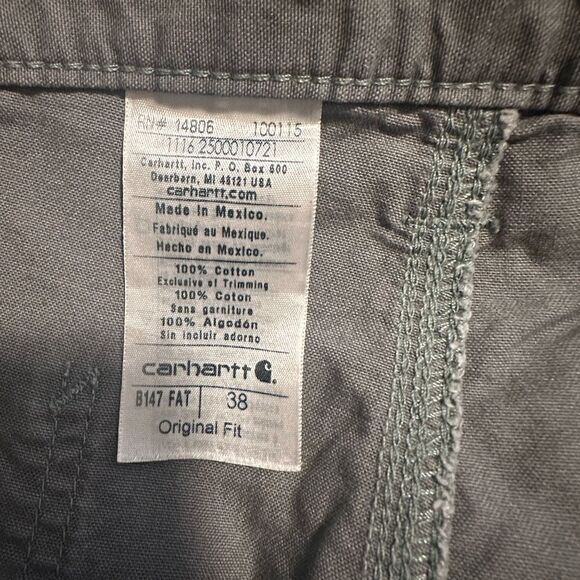 RN# 14806 100115
1116 2500010721
Carhartt, Inc. P. O. Box 600
Dearborn, MI 48121 USA
carhartt.com
Made in Mexico.
Fabriqué au Mexique.
Hecho en Mexico.
100% Cotton
Exclusive of Trimming
100% Coton
Sans garniture
100% Algodón
Sin incluir adorno
carhartt
B147 FAT 38
Original Fit